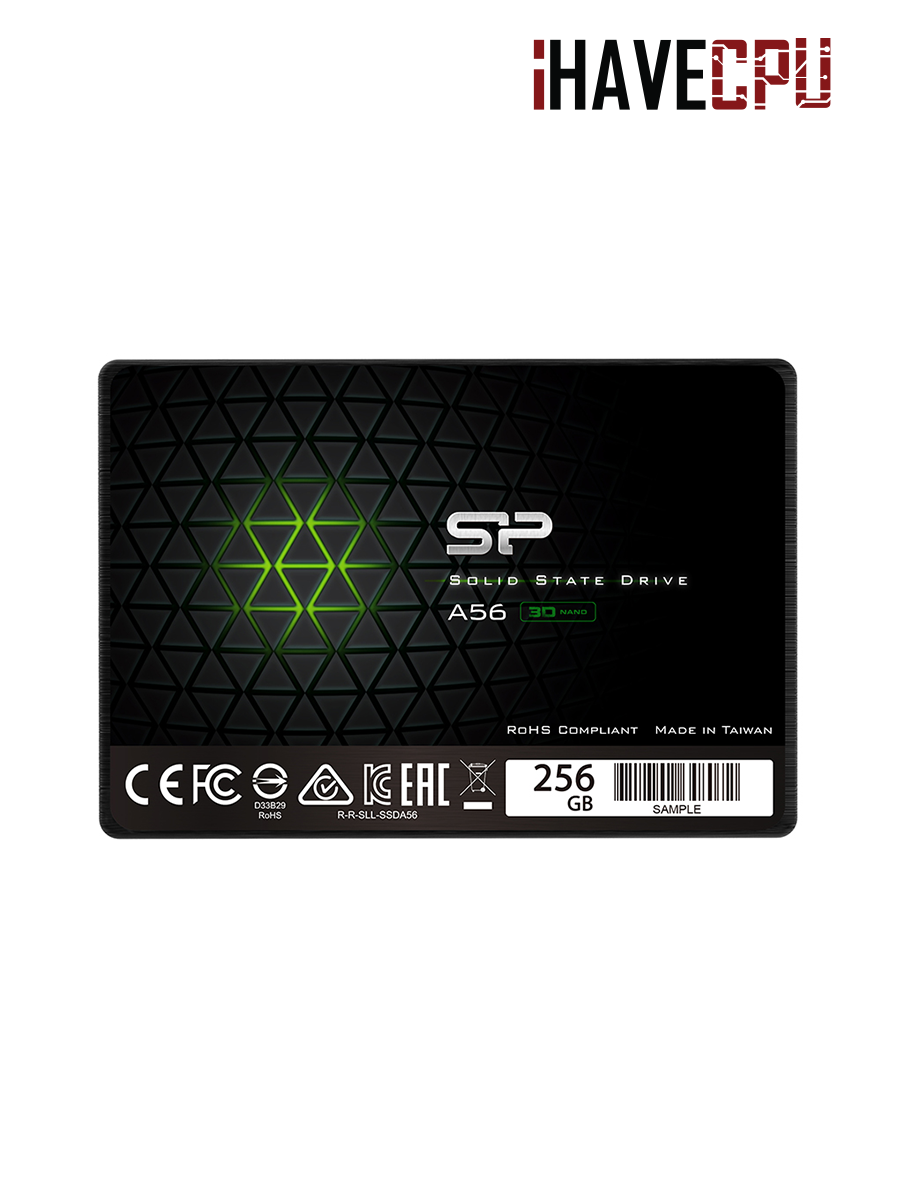 iHAVECPU
SP
SOLID STATE DRIVE
A56 3D NAND
RoHS COMPLIANT MADE IN TAIWAN
CE FC D33B29 RoHS R-R-SLL-SSDA56 EAC
256 GB
SAMPLE